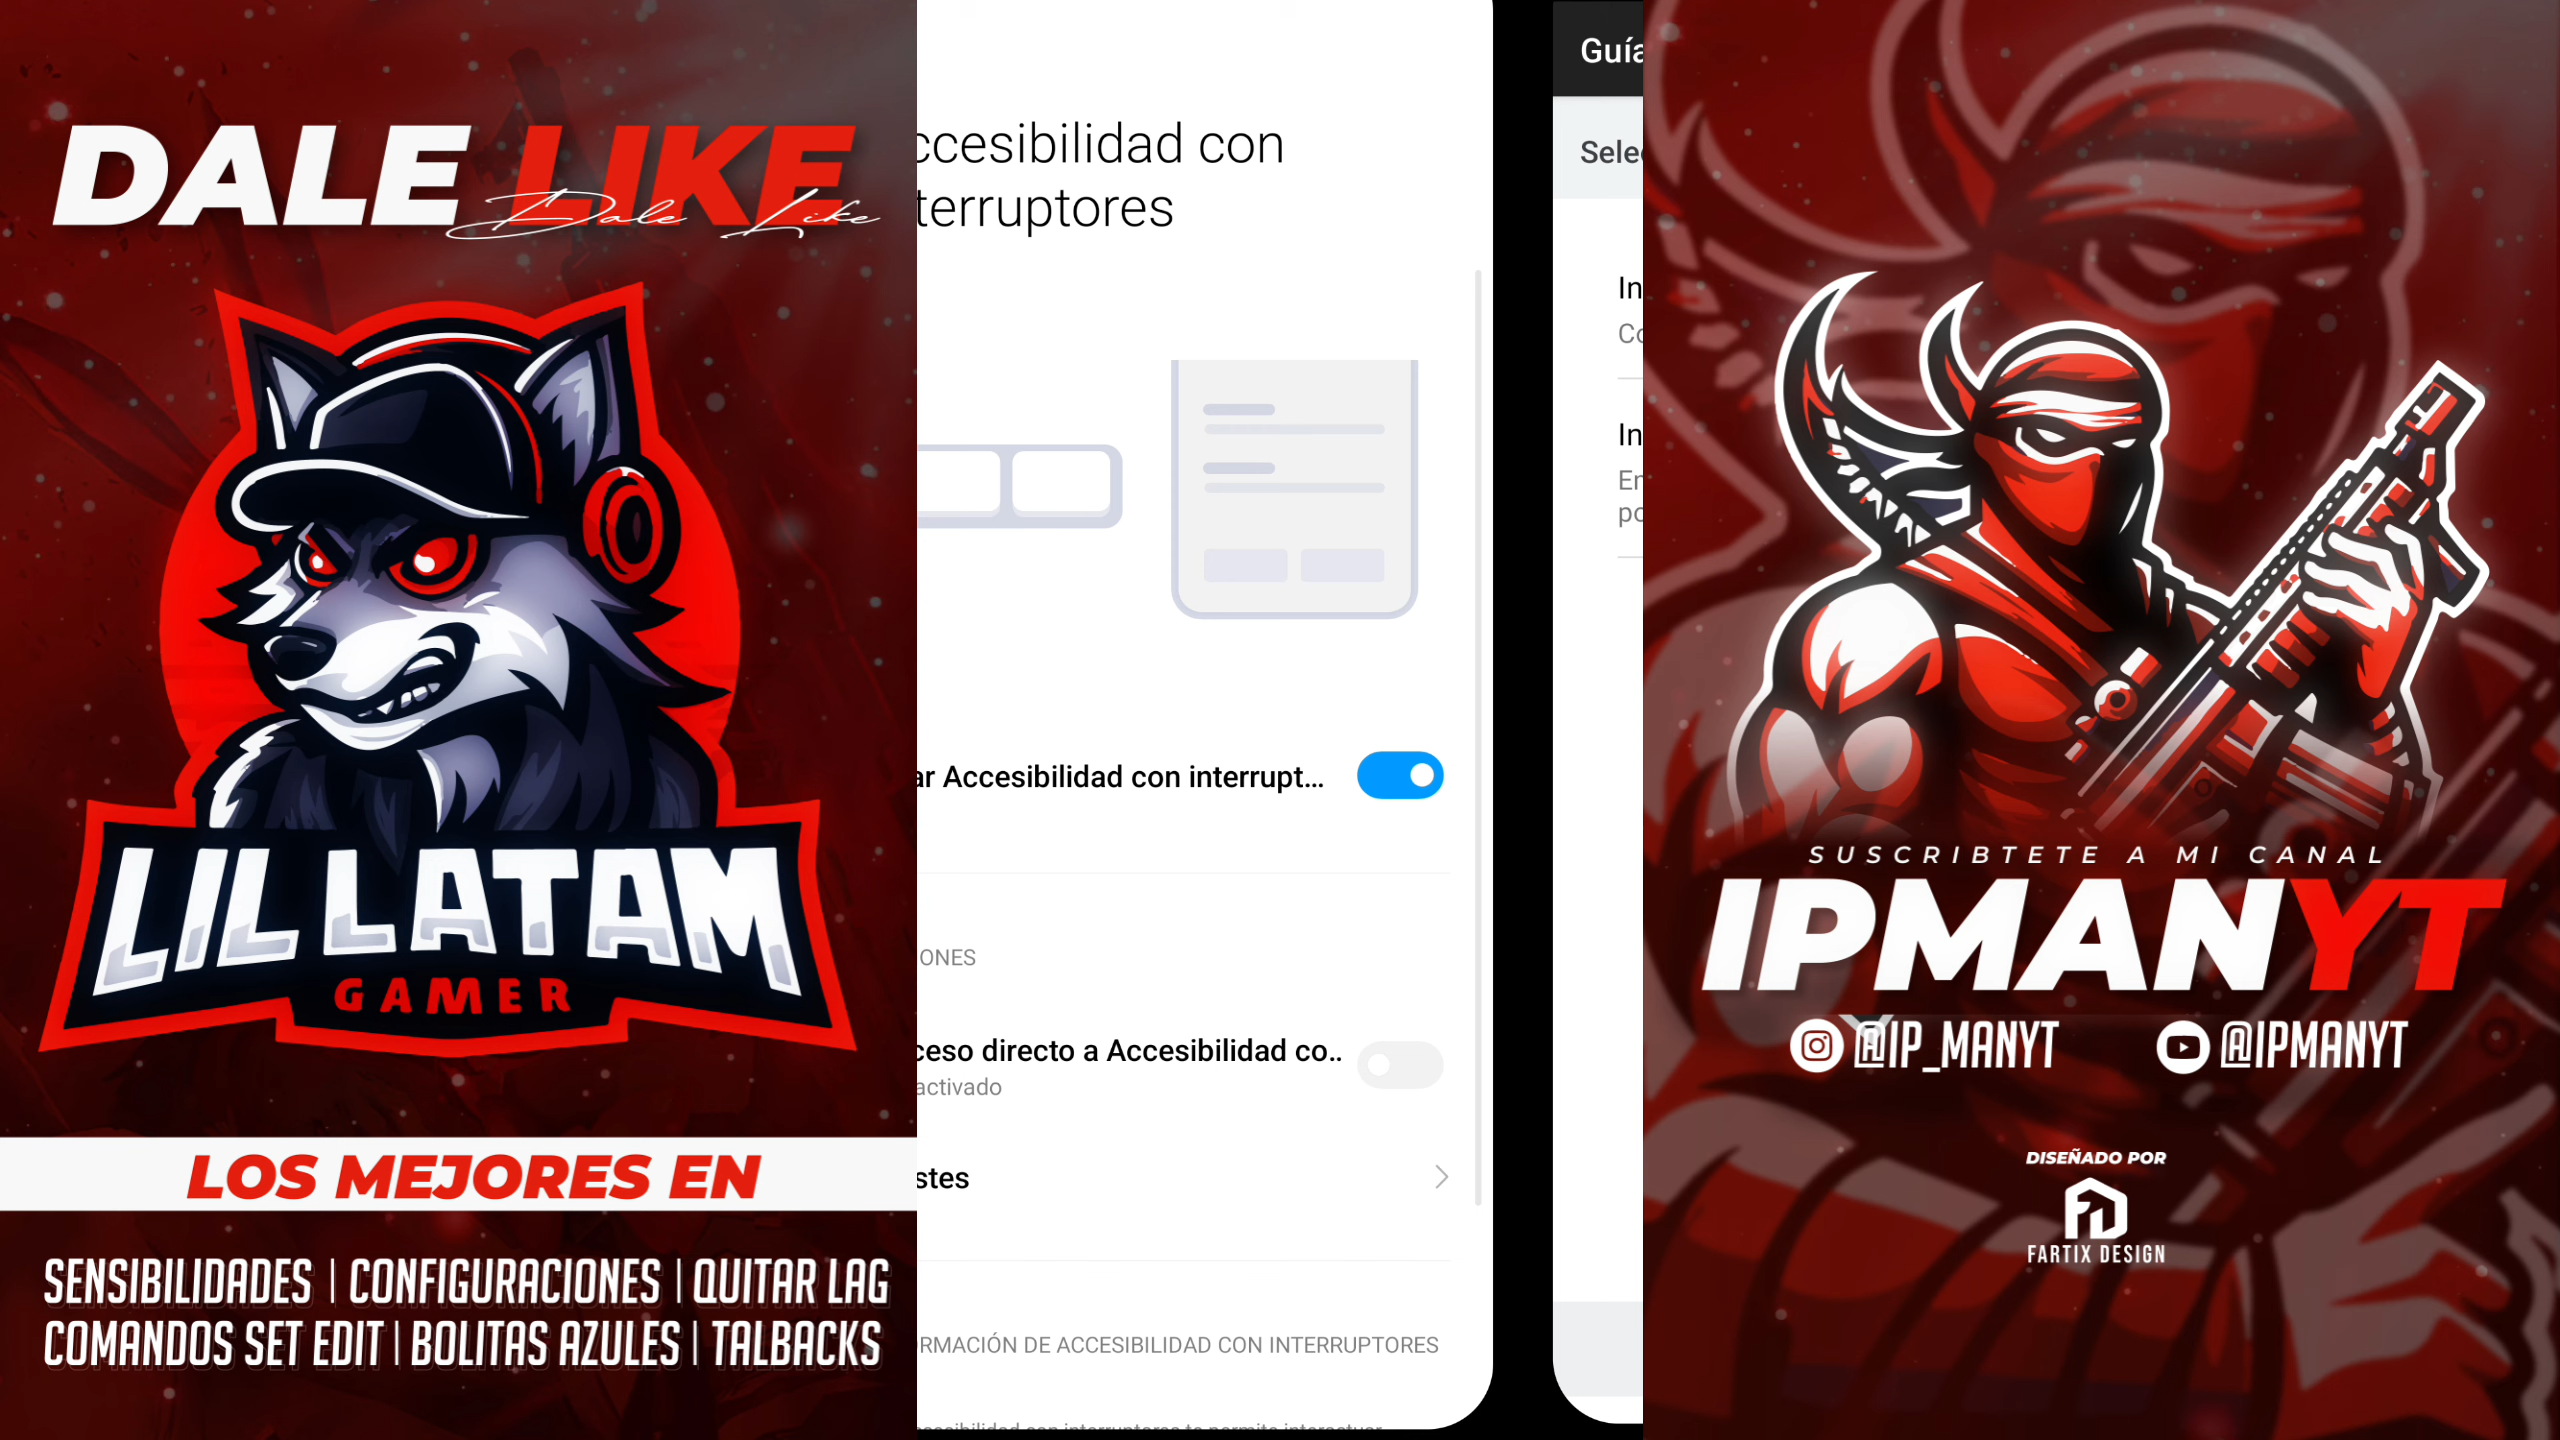 DALE LIKE
Dale Like
LIL LATAM
GAMER
LOS MEJORES EN
SENSIBILIDADES | CONFIGURACIONES | QUITAR LAG
COMANDOS SET EDIT | BOLITAS AZULES | TALBACKS
ccesibilidad con
terruptores
ar Accesibilidad con interrupt...
ONES
ceso directo a Accesibilidad co..
activado
stes
RMACIÓN DE ACCESIBILIDAD CON INTERRUPTORES
Guía
Sele
In
Co
In
En
po
SUSCRIBTETE A MI CANAL
IPMANYT
@IP_MANYT
@IPMANYT
DISEÑADO POR
FARTIX DESIGN